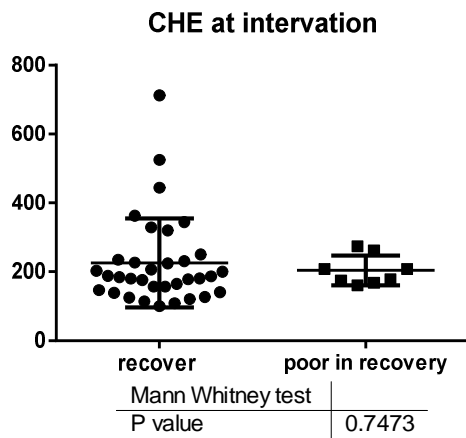 CHE at intervation
800
600
400
200
0
recover poor in recovery
Mann Whitney test
P value 0.7473